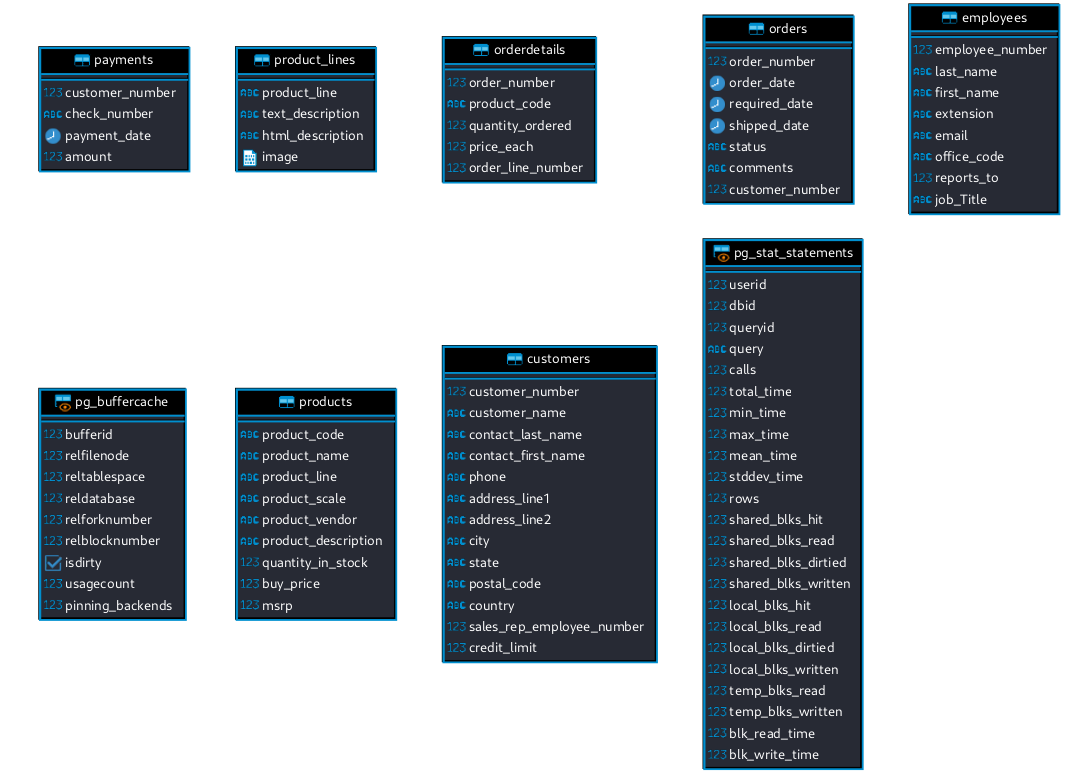 payments
123 customer_number
ABC check_number
payment_date
123 amount
product_lines
ABC product_line
ABC text_description
ABC html_description
image
orderdetails
123 order_number
ABC product_code
123 quantity_ordered
123 price_each
123 order_line_number
orders
123 order_number
order_date
required_date
shipped_date
ABC status
ABC comments
123 customer_number
employees
123 employee_number
ABC last_name
ABC first_name
ABC extension
ABC email
ABC office_code
123 reports_to
ABC job_Title
pg_buffercache
123 bufferid
123 relfilenode
123 reltablespace
123 reldatabase
123 relforknumber
123 relblocknumber
isdirty
123 usagecount
123 pinning_backends
products
ABC product_code
ABC product_name
ABC product_line
ABC product_scale
ABC product_vendor
ABC product_description
123 quantity_in_stock
123 buy_price
123 msrp
customers
123 customer_number
ABC customer_name
ABC contact_last_name
ABC contact_first_name
ABC phone
ABC address_line1
ABC address_line2
ABC city
ABC state
ABC postal_code
ABC country
123 sales_rep_employee_number
123 credit_limit
pg_stat_statements
123 userid
123 dbid
123 queryid
ABC query
123 calls
123 total_time
123 min_time
123 max_time
123 mean_time
123 stddev_time
123 rows
123 shared_blks_hit
123 shared_blks_read
123 shared_blks_dirtied
123 shared_blks_written
123 local_blks_hit
123 local_blks_read
123 local_blks_dirtied
123 local_blks_written
123 temp_blks_read
123 temp_blks_written
123 blk_read_time
123 blk_write_time